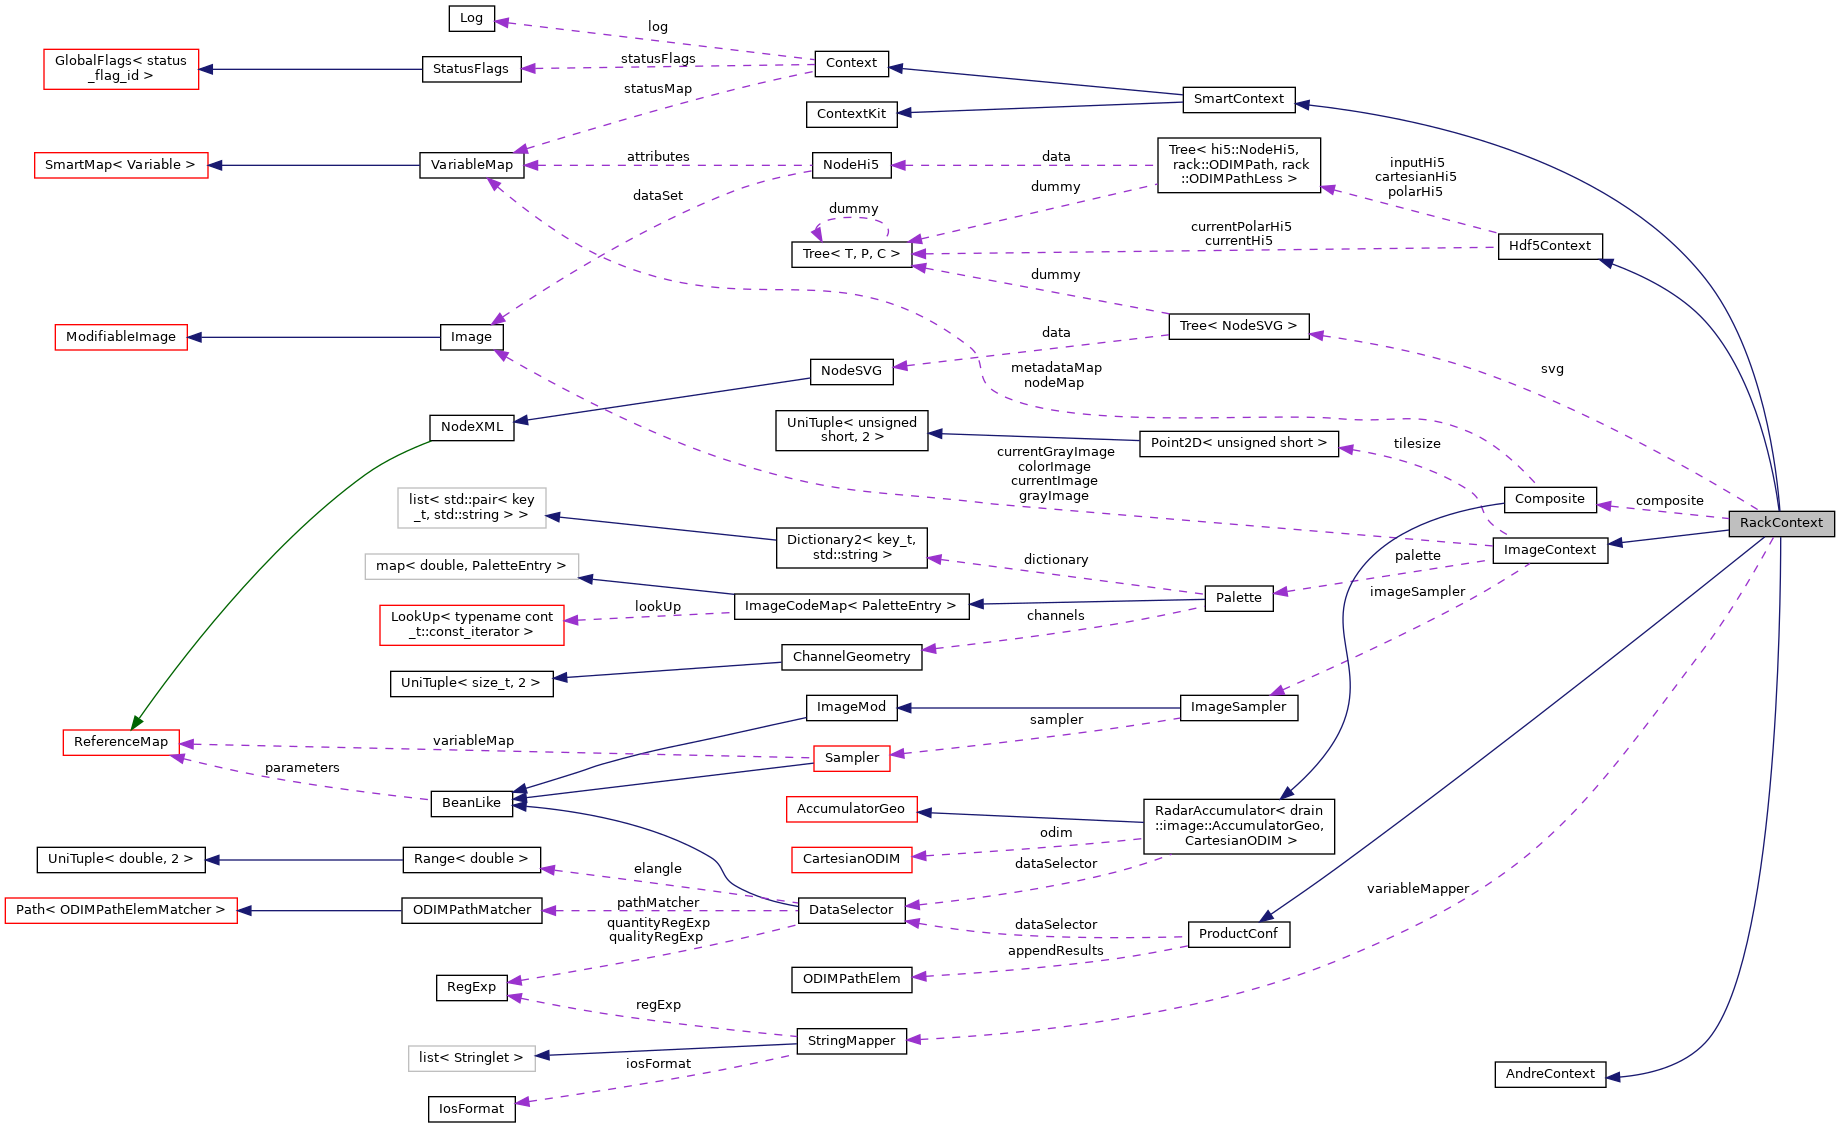 Log
log
GlobalFlags< status
_flag_id >
StatusFlags
statusFlags
Context
statusMap
SmartContext
ContextKit
SmartMap< Variable >
VariableMap
attributes
NodeHi5
data
Tree< hi5::NodeHi5,
rack::ODIMPath, rack
::ODIMPathLess >
inputHi5
cartesianHi5
polarHi5
dataSet
dummy
dummy
Tree< T, P, C >
currentPolarHi5
currentHi5
Hdf5Context
dummy
ModifiableImage
Image
Tree< NodeSVG >
data
NodeSVG
metadataMap
nodeMap
svg
NodeXML
UniTuple< unsigned
short, 2 >
Point2D< unsigned short >
tilesize
currentGrayImage
colorImage
currentImage
grayImage
list< std::pair< key
_t, std::string > >
Composite
composite
RackContext
Dictionary2< key_t,
std::string >
dictionary
ImageContext
palette
map< double, PaletteEntry >
imageSampler
ImageCodeMap< PaletteEntry >
Palette
lookUp
LookUp< typename cont
_t::const_iterator >
channels
ChannelGeometry
UniTuple< size_t, 2 >
ImageMod
ImageSampler
sampler
ReferenceMap
variableMap
Sampler
parameters
BeanLike
AccumulatorGeo
RadarAccumulator< drain
::image::AccumulatorGeo,
CartesianODIM >
odim
CartesianODIM
dataSelector
UniTuple< double, 2 >
Range< double >
elangle
variableMapper
Path< ODIMPathElemMatcher >
ODIMPathMatcher
pathMatcher
DataSelector
quantityRegExp
qualityRegExp
dataSelector
ProductConf
appendResults
ODIMPathElem
RegExp
regExp
StringMapper
list< Stringlet >
iosFormat
AndreContext
IosFormat